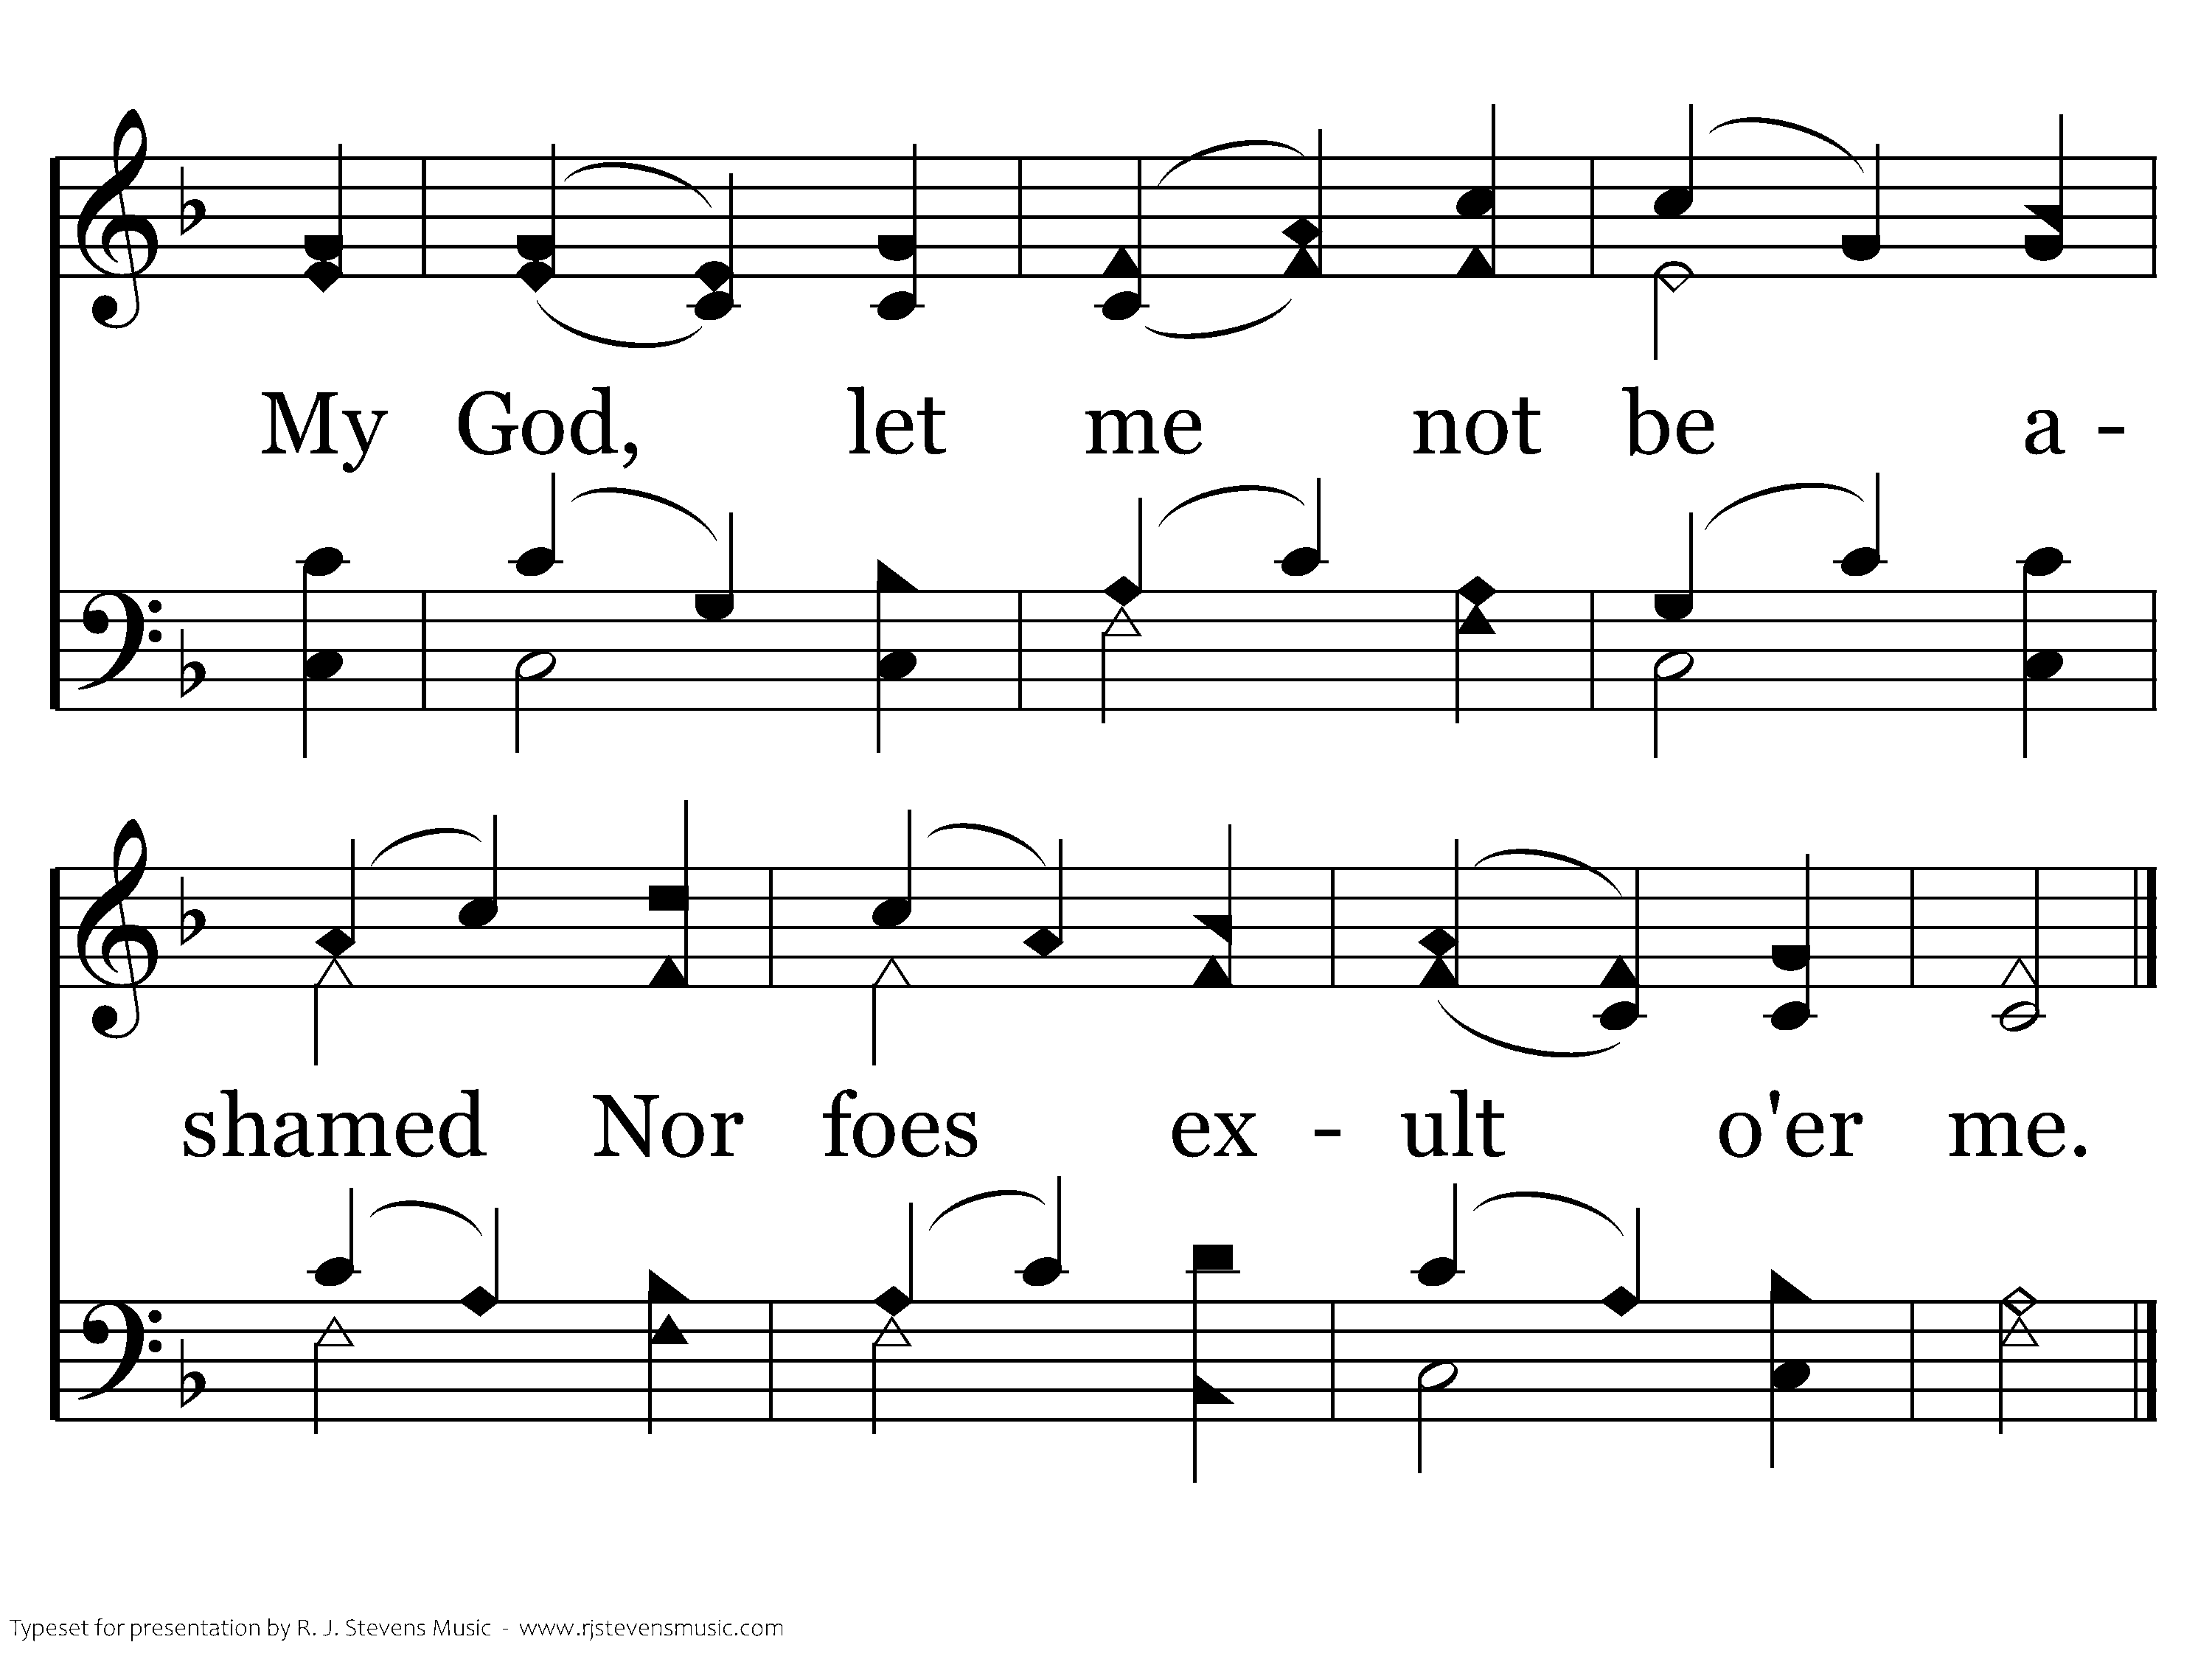 My God, let me not be a -
shamed Nor foes ex - ult o'er me.
Typeset for presentation by R. J. Stevens Music - www.rjstevensmusic.com